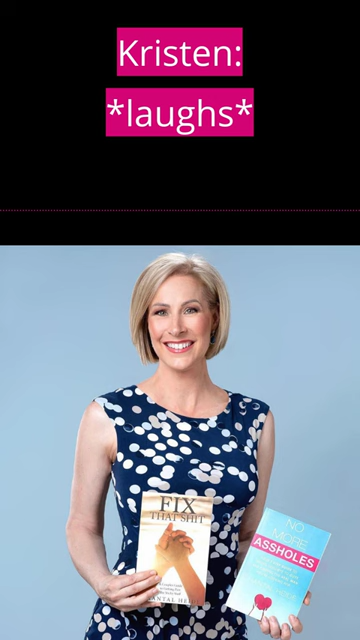 Kristen:
*laughs*
FIX
THAT SHIT
NO
MORE
ASSHOLES